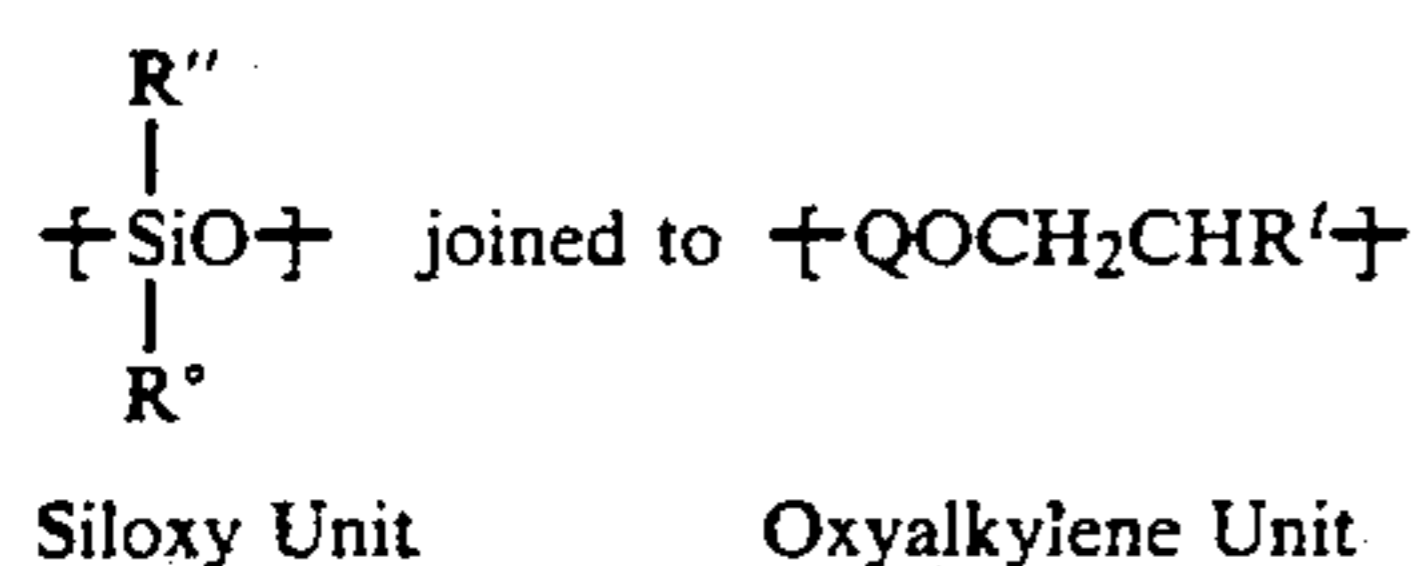 R″
-[SiO]- joined to -[QOCH₂CHR′]-
R°
Siloxy Unit Oxyalkylene Unit